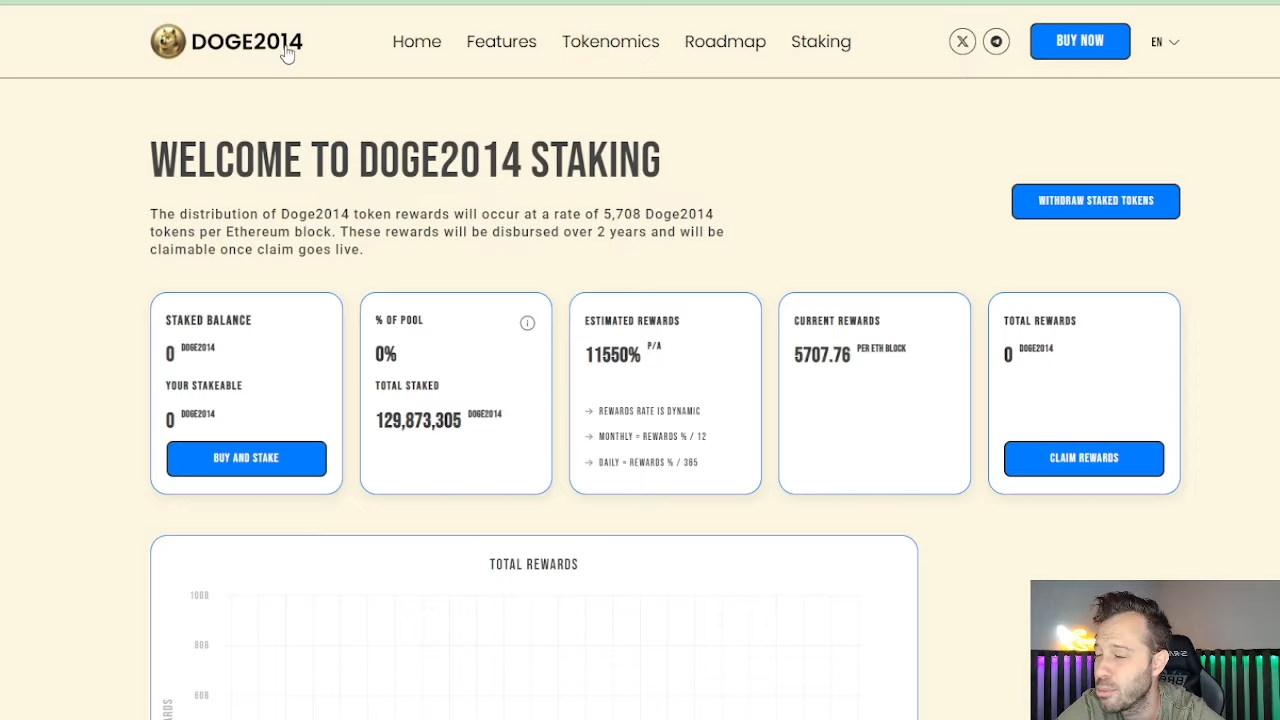 DOGE2014
Home
Features
Tokenomics
Roadmap
Staking
BUY NOW
EN
WELCOME TO DOGE2014 STAKING
The distribution of Doge2014 token rewards will occur at a rate of 5,708 Doge2014
tokens per Ethereum block. These rewards will be disbursed over 2 years and will be
claimable once claim goes live.
WITHDRAW STAKED TOKENS
STAKED BALANCE
0 DOGE2014
YOUR STAKEABLE
0 DOGE2014
BUY AND STAKE
% OF POOL
0%
TOTAL STAKED
129,873,305 DOGE2014
ESTIMATED REWARDS
11550% P/A
→ REWARDS RATE IS DYNAMIC
→ MONTHLY = REWARDS % / 12
→ DAILY = REWARDS % / 365
CURRENT REWARDS
5707.76 PER ETH BLOCK
TOTAL REWARDS
0 DOGE2014
CLAIM REWARDS
TOTAL REWARDS
100B
80B
60B